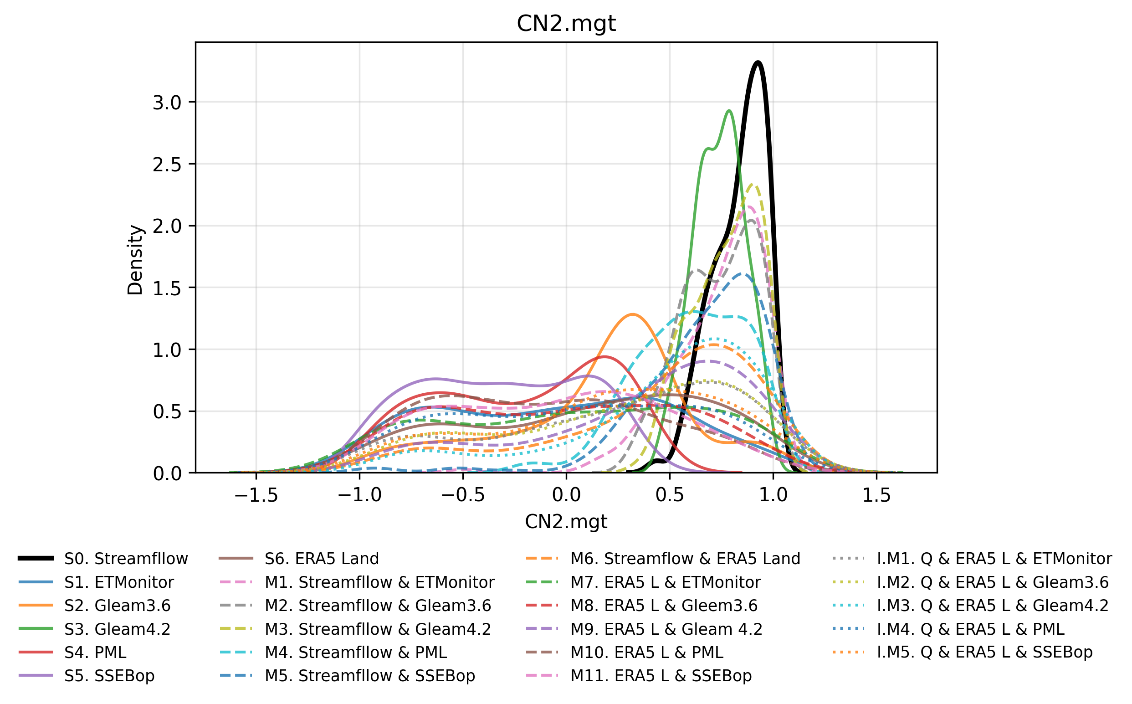 CN2.mgt
Density
3.0
2.5
2.0
1.5
1.0
0.5
0.0
−1.5 −1.0 −0.5 0.0 0.5 1.0 1.5
CN2.mgt
S0. Streamfllow
S1. ETMonitor
S2. Gleam3.6
S3. Gleam4.2
S4. PML
S5. SSEBop
S6. ERA5 Land
M1. Streamfllow & ETMonitor
M2. Streamfllow & Gleam3.6
M3. Streamfllow & Gleam4.2
M4. Streamfllow & PML
M5. Streamfllow & SSEBop
M6. Streamflow & ERA5 Land
M7. ERA5 L & ETMonitor
M8. ERA5 L & Gleem3.6
M9. ERA5 L & Gleam 4.2
M10. ERA5 L & PML
M11. ERA5 L & SSEBop
I.M1. Q & ERA5 L & ETMonitor
I.M2. Q & ERA5 L & Gleam3.6
I.M3. Q & ERA5 L & Gleam4.2
I.M4. Q & ERA5 L & PML
I.M5. Q & ERA5 L & SSEBop